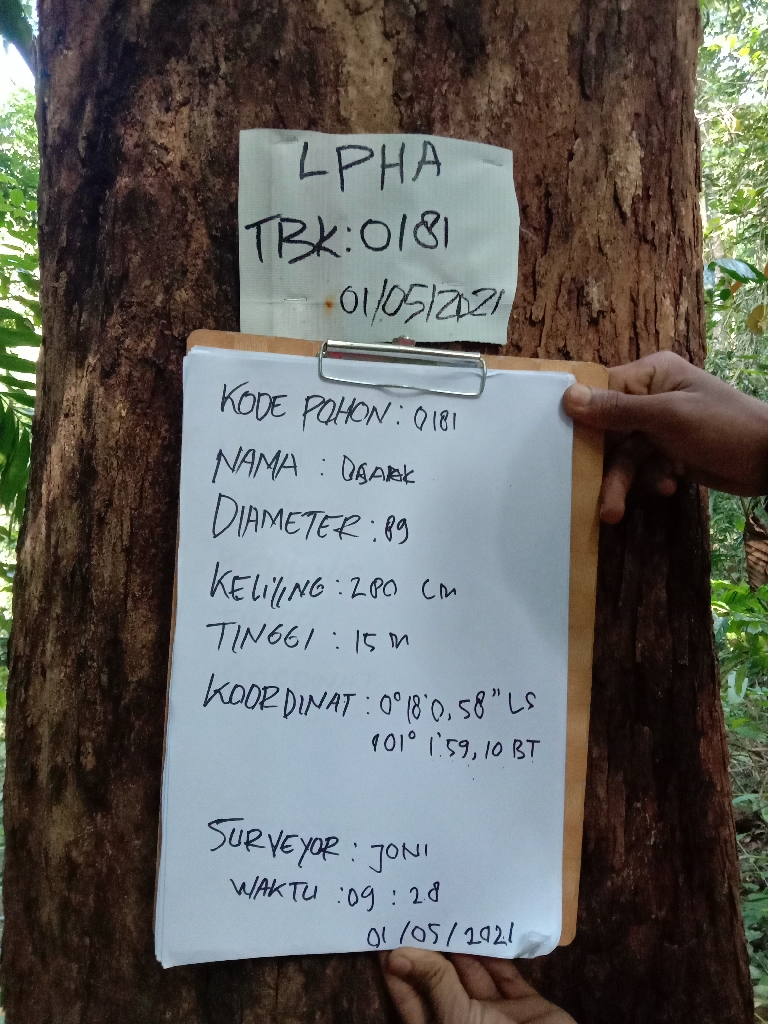 LPHA
TBK: 0181
01/05/2021
KODE POHON: 0181
NAMA :
DIAMETER: 89
KELILING: 280 cm
TINGGI : 15 m
KOORDINAT: 0° 18' 0,58" LS
101° 1' 59,10 BT
SURVEYOR: JONI
WAKTU : 09 : 28
01/05/2021